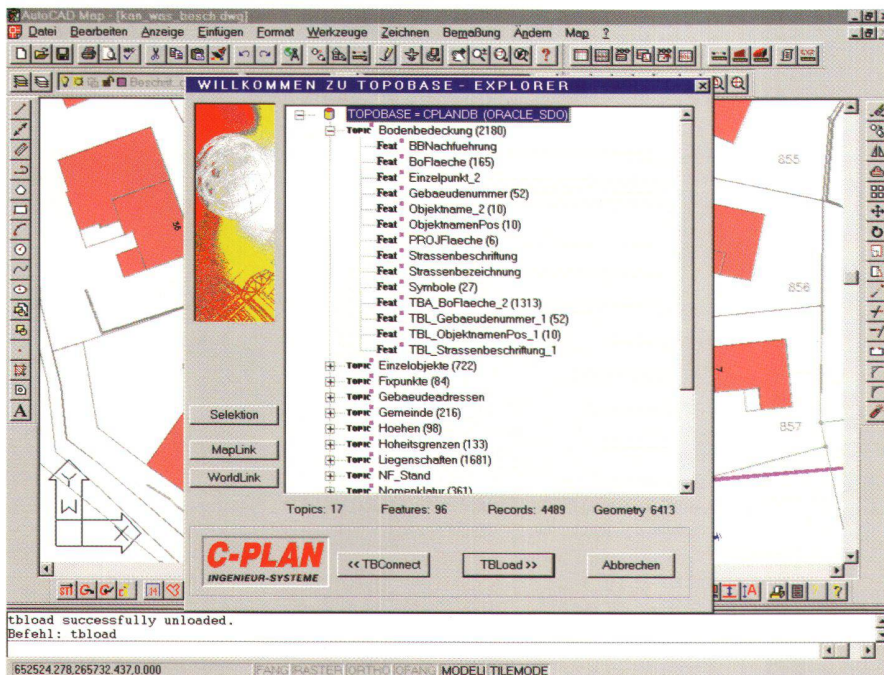 AutoCAD Map - [kan_was_besch.dwg]
Datei Bearbeiten Anzeige Einfügen Format Werkzeuge Zeichnen Bemaßung Ändern Map ?
WILLKOMMEN ZU TOPOBASE - EXPLORER
TOPOBASE = CPLANDB (ORACLE_SDO)
TOPIC Bodenbedeckung (2180)
Feat BBNachfuehrung
Feat BoFlaeche (165)
Feat Einzelpunkt_2
Feat Gebaeudenummer (52)
Feat Objektname_2 (10)
Feat ObjektnamenPos (10)
Feat PROJFlaeche (6)
Feat Strassenbeschriftung
Feat Strassenbezeichnung
Feat Symbole (27)
Feat TBA_BoFlaeche_2 (1313)
Feat TBL_Gebaeudenummer_1 (52)
Feat TBL_ObjektnamenPos_1 (10)
Feat TBL_Strassenbeschriftung_1
TOPIC Einzelobjekte (722)
TOPIC Fixpunkte (84)
TOPIC Gebaeudeadressen
TOPIC Gemeinde (216)
TOPIC Hoehen (98)
TOPIC Hoheitsgrenzen (133)
TOPIC Liegenschaften (1681)
TOPIC NF_Stand
TOPIC Nomenklatur (361)
Selektion
MapLink
WorldLink
Topics: 17 Features: 96 Records: 4489 Geometry 6413
C-PLAN
INGENIEUR-SYSTEME
<< TBConnect
TBLoad >>
Abbrechen
855
856
857
W
Y
X
A
tbload successfully unloaded.
Befehl: tbload
652524.278,265732.437,0.000 FANG RASTER ORTHO OFANG MODELL TILEMODE